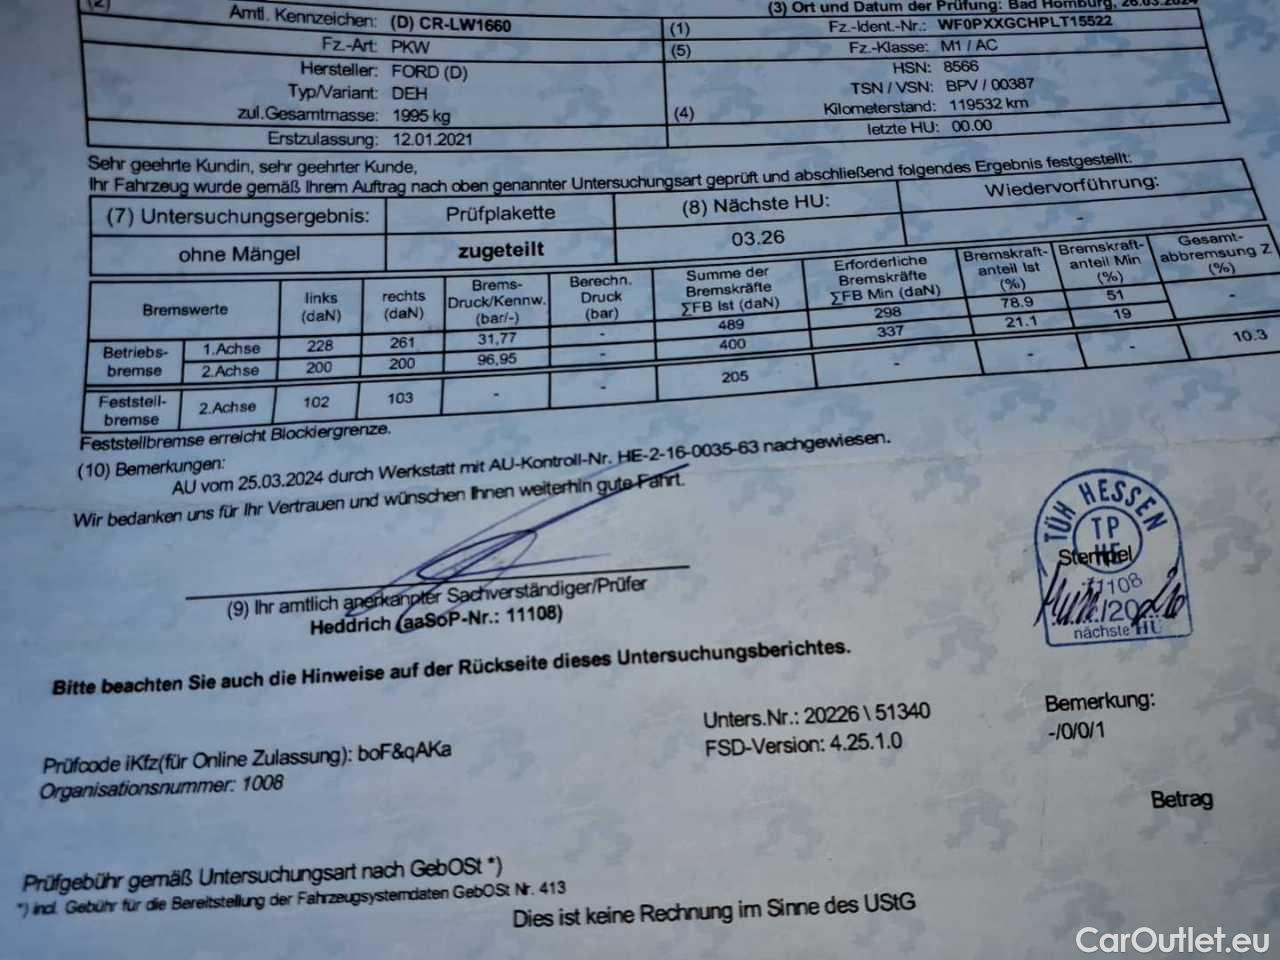 (2)
Amtl. Kennzeichen: (D) CR-LW1660
(3) Ort und Datum der Prüfung: Bad Homburg, 26.03.2024
Fz.-Art: PKW
(1) Fz.-Ident.-Nr.: WF0PXXGCHPLT15522
(5) Fz.-Klasse: M1 / AC
Hersteller: FORD (D)
HSN: 8566
Typ/Variant: DEH
TSN / VSN: BPV / 00387
zul.Gesamtmasse: 1995 kg
(4) Kilometerstand: 119532 km
Erstzulassung: 12.01.2021
letzte HU: 00.00
Sehr geehrte Kundin, sehr geehrter Kunde,
Ihr Fahrzeug wurde gemäß Ihrem Auftrag nach oben genannter Untersuchungsart geprüft und abschließend folgendes Ergebnis festgestellt:
(7) Untersuchungsergebnis: Prüfplakette (8) Nächste HU: Wiedervorführung:
ohne Mängel zugeteilt 03.26 -
Bremswerte links (daN) rechts (daN) Brems-Druck/Kennw. (bar/-) Berechn. Druck (bar) Summe der Bremskräfte ∑FB Ist (daN) Erforderliche Bremskräfte ∑FB Min (daN) Bremskraft-anteil Ist (%) Bremskraft-anteil Min (%) Gesamt-abbremsung Z (%)
Betriebs-bremse 1.Achse 228 261 31,77 - 489 298 78.9 51 -
2.Achse 200 200 96,95 - 400 337 21.1 19
Feststell-bremse 2.Achse 102 103 - - 205 - - - 10.3
Feststellbremse erreicht Blockiergrenze.
(10) Bemerkungen:
AU vom 25.03.2024 durch Werkstatt mit AU-Kontroll-Nr. HE-2-16-0035-63 nachgewiesen.
Wir bedanken uns für Ihr Vertrauen und wünschen Ihnen weiterhin gute Fahrt.
(9) Ihr amtlich anerkannter Sachverständiger/Prüfer
Heddrich (aaSoP-Nr.: 11108)
TÜH HESSEN
TP
HE
Stempel
11108
nächste HU
Bitte beachten Sie auch die Hinweise auf der Rückseite dieses Untersuchungsberichtes.
Unters.Nr.: 20226 \ 51340
FSD-Version: 4.25.1.0
Bemerkung:
-/0/0/1
Prüfcode iKfz(für Online Zulassung): boF&qAKa
Organisationsnummer: 1008
Betrag
Prüfgebühr gemäß Untersuchungsart nach GebOSt *)
*) incl. Gebühr für die Bereitstellung der Fahrzeugsystemdaten GebOSt Nr. 413
Dies ist keine Rechnung im Sinne des UStG
CarOutlet.eu